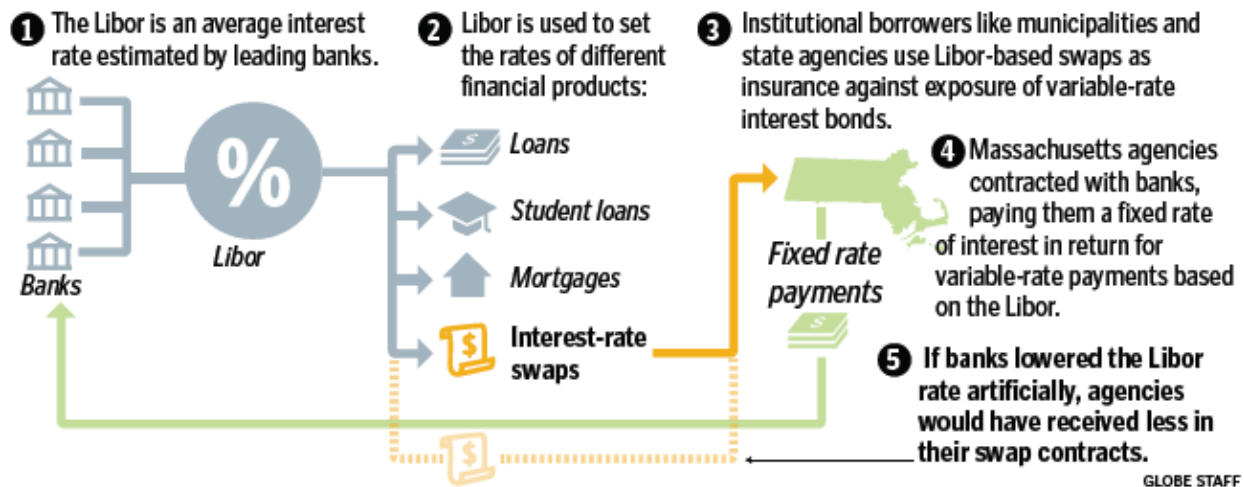 1 The Libor is an average interest
rate estimated by leading banks.
2 Libor is used to set
the rates of different
financial products:
3 Institutional borrowers like municipalities and
state agencies use Libor-based swaps as
insurance against exposure of variable-rate
interest bonds.
%
Libor
Banks
$
Loans
Student loans
Mortgages
$
Interest-rate
swaps
4 Massachusetts agencies
contracted with banks,
paying them a fixed rate
of interest in return for
variable-rate payments based
on the Libor.
Fixed rate
payments
$
5 If banks lowered the Libor
rate artificially, agencies
would have received less in
their swap contracts.
$
GLOBE STAFF